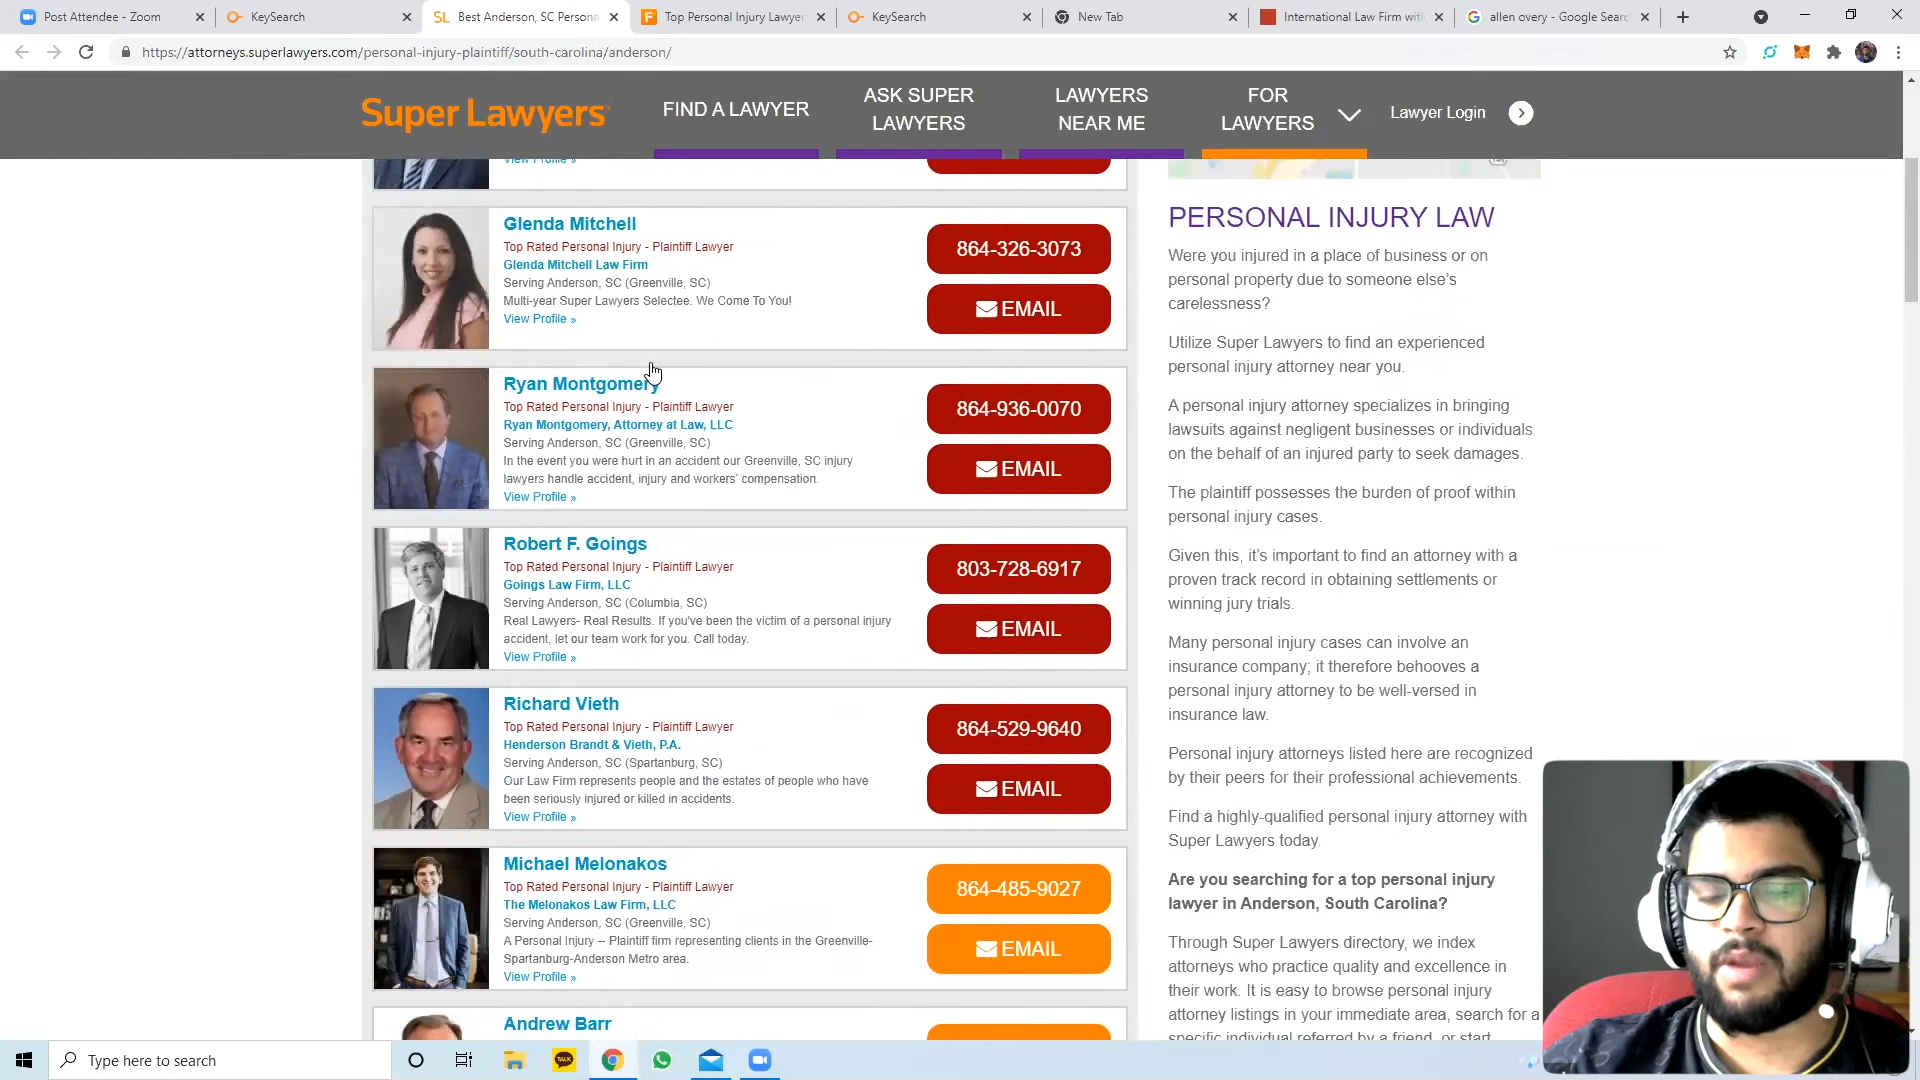 Post Attendee - Zoom
KeySearch
SL Best Anderson, SC Persona
Top Personal Injury Lawyer
KeySearch
New Tab
International Law Firm wit
allen overy - Google Searc
https://attorneys.superlawyers.com/personal-injury-plaintiff/south-carolina/anderson/
Super Lawyers
FIND A LAWYER
ASK SUPER
LAWYERS
LAWYERS
NEAR ME
FOR
LAWYERS
Lawyer Login
View Profile »
Glenda Mitchell
Top Rated Personal Injury - Plaintiff Lawyer
Glenda Mitchell Law Firm
Serving Anderson, SC (Greenville, SC)
Multi-year Super Lawyers Selectee. We Come To You!
View Profile »
864-326-3073
EMAIL
Ryan Montgomery
Top Rated Personal Injury - Plaintiff Lawyer
Ryan Montgomery, Attorney at Law, LLC
Serving Anderson, SC (Greenville, SC)
In the event you were hurt in an accident our Greenville, SC injury
lawyers handle accident, injury and workers' compensation.
View Profile »
864-936-0070
EMAIL
Robert F. Goings
Top Rated Personal Injury - Plaintiff Lawyer
Goings Law Firm, LLC
Serving Anderson, SC (Columbia, SC)
Real Lawyers- Real Results. If you've been the victim of a personal injury
accident, let our team work for you. Call today.
View Profile »
803-728-6917
EMAIL
Richard Vieth
Top Rated Personal Injury - Plaintiff Lawyer
Henderson Brandt & Vieth, P.A.
Serving Anderson, SC (Spartanburg, SC)
Our Law Firm represents people and the estates of people who have
been seriously injured or killed in accidents.
View Profile »
864-529-9640
EMAIL
Michael Melonakos
Top Rated Personal Injury - Plaintiff Lawyer
The Melonakos Law Firm, LLC
Serving Anderson, SC (Greenville, SC)
A Personal Injury -- Plaintiff firm representing clients in the Greenville-
Spartanburg-Anderson Metro area.
View Profile »
864-485-9027
EMAIL
Andrew Barr
PERSONAL INJURY LAW
Were you injured in a place of business or on
personal property due to someone else's
carelessness?
Utilize Super Lawyers to find an experienced
personal injury attorney near you.
A personal injury attorney specializes in bringing
lawsuits against negligent businesses or individuals
on the behalf of an injured party to seek damages.
The plaintiff possesses the burden of proof within
personal injury cases.
Given this, it's important to find an attorney with a
proven track record in obtaining settlements or
winning jury trials.
Many personal injury cases can involve an
insurance company; it therefore behooves a
personal injury attorney to be well-versed in
insurance law.
Personal injury attorneys listed here are recognized
by their peers for their professional achievements.
Find a highly-qualified personal injury attorney with
Super Lawyers today.
Are you searching for a top personal injury
lawyer in Anderson, South Carolina?
Through Super Lawyers directory, we index
attorneys who practice quality and excellence in
their work. It is easy to browse personal injury
attorney listings in your immediate area, search for a
specific individual referred by a friend, or start
Type here to search
TALK